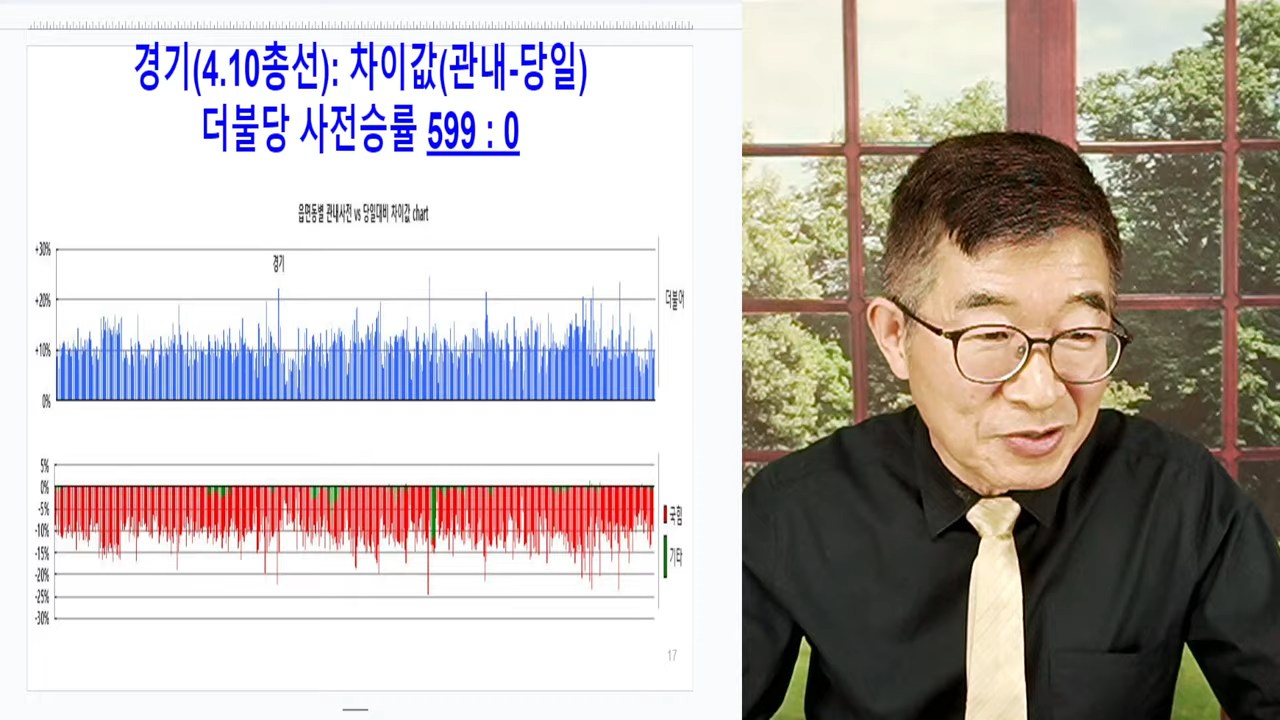 경기(4.10총선): 차이값(관내-당일)
더불당 사전승률 599 : 0
읍면동별 관내사전 vs 당일대비 차이값 chart
+30%
경기
+20%
더불어
+10%
0%
5%
0%
-5%
국힘
-10%
기타
-15%
-20%
-25%
-30%
17